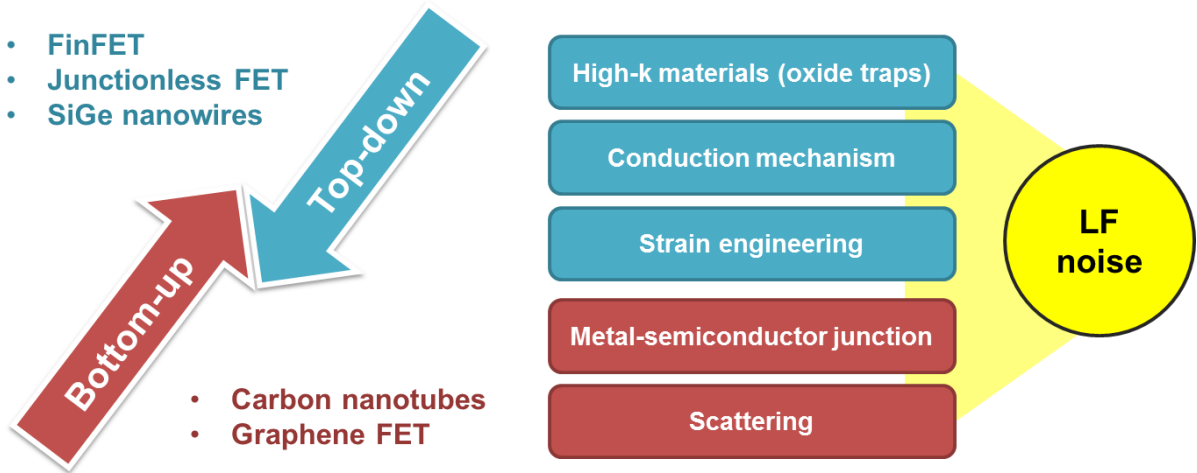 • FinFET
• Junctionless FET
• SiGe nanowires
Top-down
Bottom-up
• Carbon nanotubes
• Graphene FET
High-k materials (oxide traps)
Conduction mechanism
Strain engineering
Metal-semiconductor junction
Scattering
LF
noise